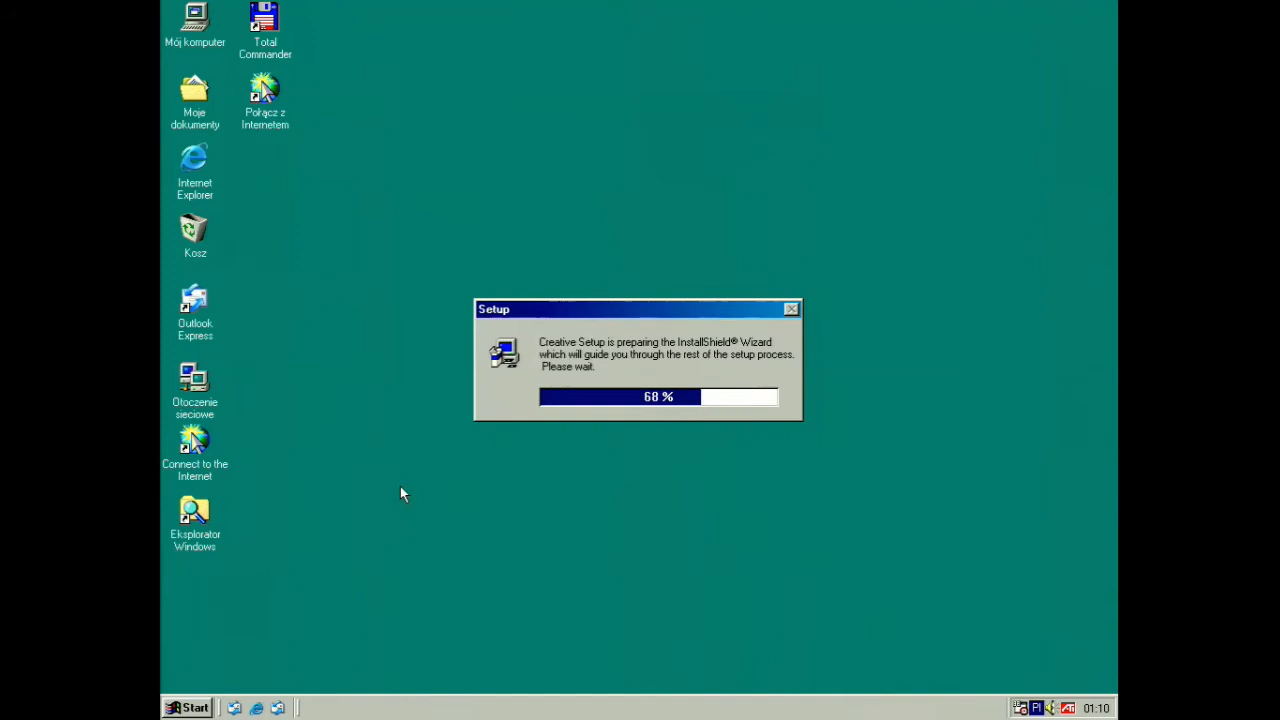 Mój komputer
Total
Commander
Moje
dokumenty
Połącz z
Internetem
Internet
Explorer
Kosz
Outlook
Express
Otoczenie
sieciowe
Connect to the
Internet
Eksplorator
Windows
Setup
Creative Setup is preparing the InstallShield® Wizard
which will guide you through the rest of the setup process.
Please wait.
68 %
Start
Pl
ATI
01:10